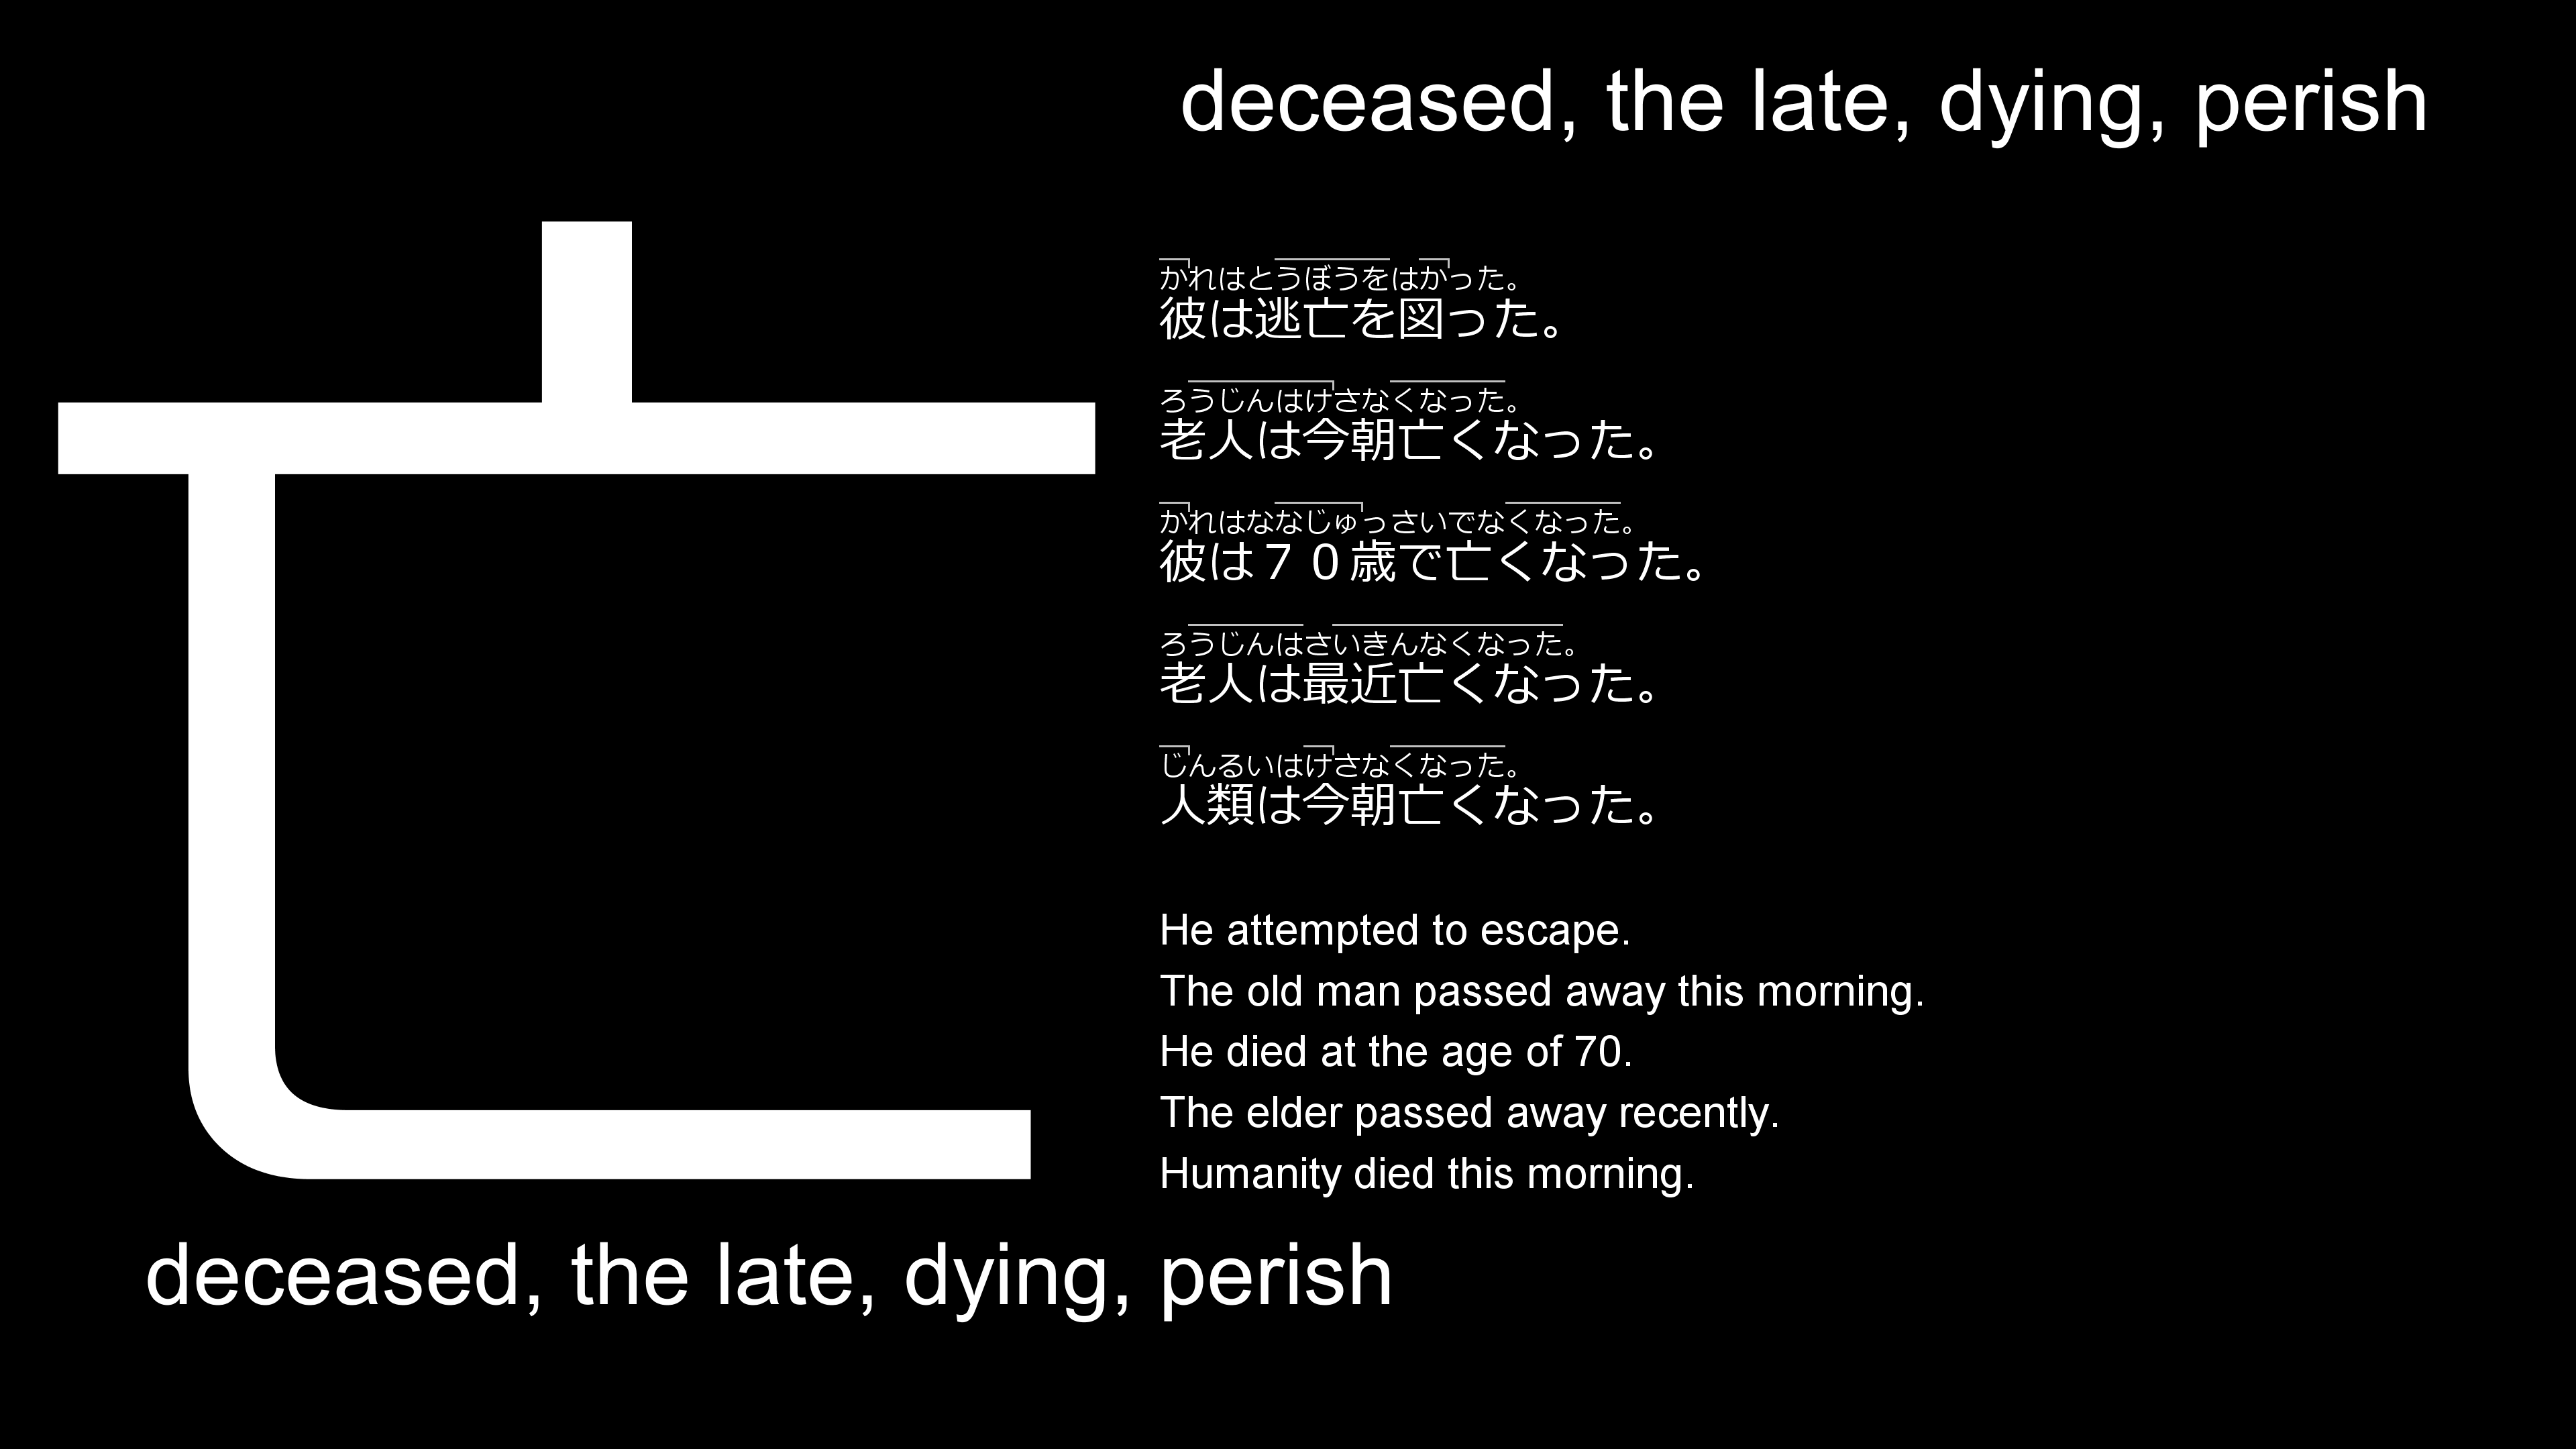 deceased, the late, dying, perish
亡
かれはとうぼうをはかった。
彼は逃亡を図った。
ろうじんはけさなくなった。
老人は今朝亡くなった。
かれはななじゅっさいでなくなった。
彼は７０歳で亡くなった。
ろうじんはさいきんなくなった。
老人は最近亡くなった。
じんるいはけさなくなった。
人類は今朝亡くなった。
He attempted to escape.
The old man passed away this morning.
He died at the age of 70.
The elder passed away recently.
Humanity died this morning.
deceased, the late, dying, perish